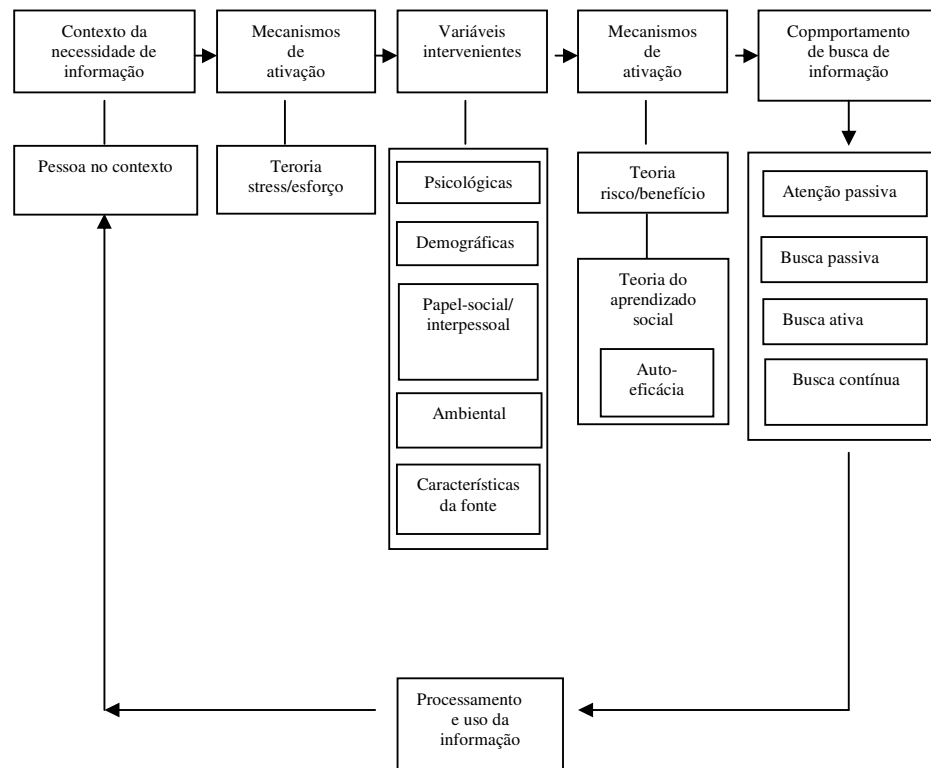 Contexto da
necessidade de
informação
Mecanismos
de
ativação
Variáveis
intervenientes
Mecanismos
de
ativação
Copmportamento
de busca de
informação
Pessoa no contexto
Teroria
stress/esforço
Psicológicas
Demográficas
Papel-social/
interpessoal
Ambiental
Características
da fonte
Teoria
risco/benefício
Teoria do
aprendizado
social
Auto-
eficácia
Atenção passiva
Busca passiva
Busca ativa
Busca contínua
Processamento
e uso da
informação